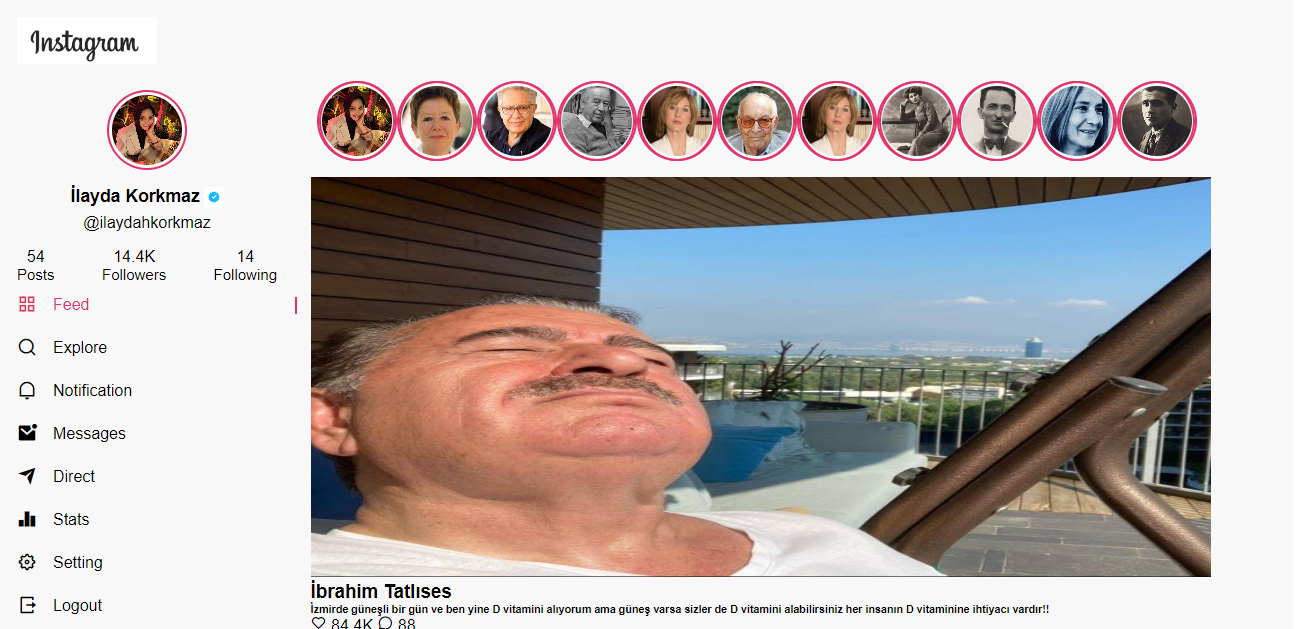 Instagram
İlayda Korkmaz
@ilaydahkorkmaz
54 14.4K 14
Posts Followers Following
Feed
Explore
Notification
Messages
Direct
Stats
Setting
Logout
İbrahim Tatlıses
İzmirde güneşli bir gün ve ben yine D vitamini alıyorum ama güneş varsa sizler de D vitamini alabilirsiniz her insanın D vitaminine ihtiyacı vardır!!
84.4K 88